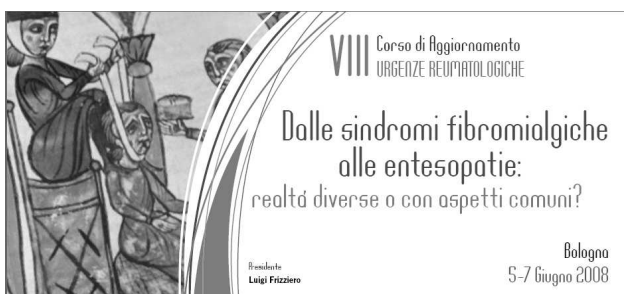 VIII Corso di Aggiornamento
URGENZE REUMATOLOGICHE
Dalle sindromi fibromialgiche
alle entesopatie:
realtá diverse o con aspetti comuni?
Presidente
Luigi Frizziero
Bologna
5-7 Giugno 2008